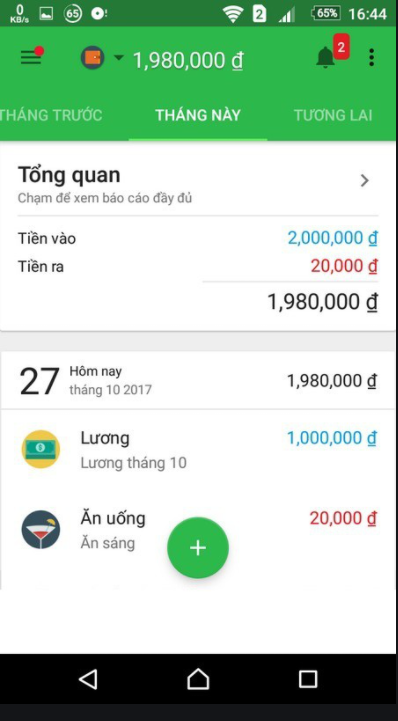 0
KB/s
65
2
65%
16:44
1,980,000 đ
2
THÁNG TRƯỚC
THÁNG NÀY
TƯƠNG LAI
Tổng quan
Chạm để xem báo cáo đầy đủ
Tiền vào
2,000,000 đ
Tiền ra
20,000 đ
1,980,000 đ
27
Hôm nay
tháng 10 2017
1,980,000 đ
Lương
1,000,000 đ
Lương tháng 10
Ăn uống
20,000 đ
Ăn sáng